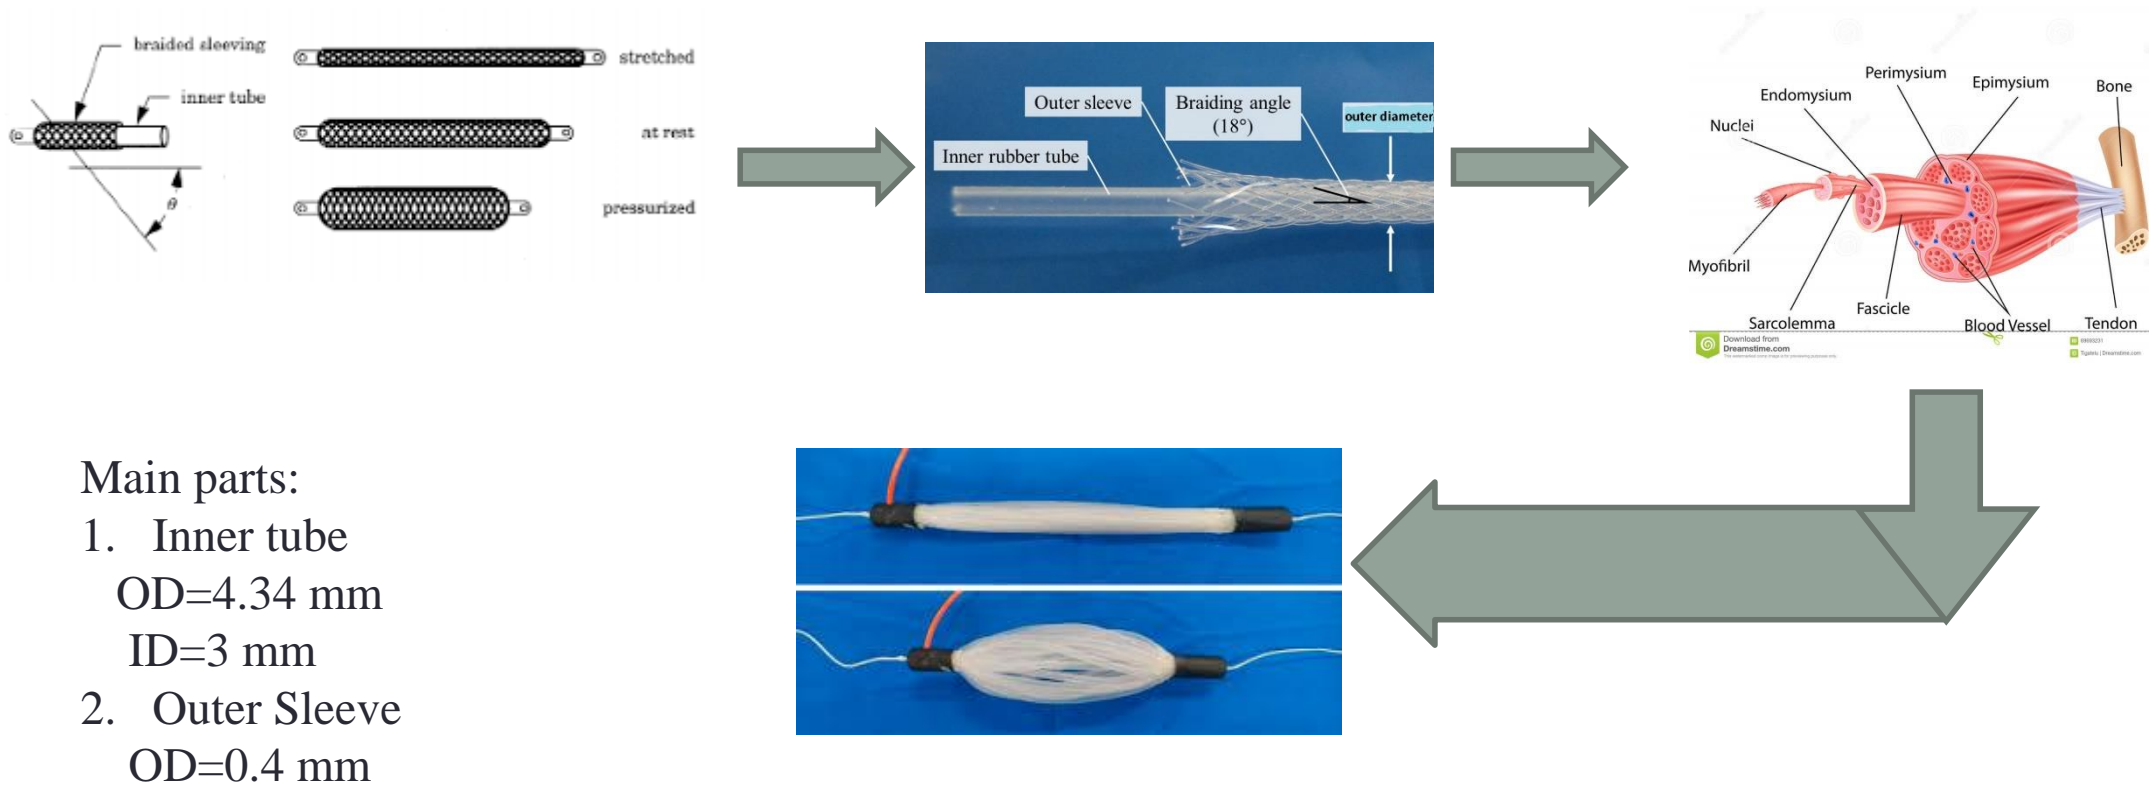 braided sleeving
inner tube
θ
stretched
at rest
pressurized
Outer sleeve
Braiding angle
(18°)
outer diameter
Inner rubber tube
Perimysium
Epimysium
Bone
Endomysium
Nuclei
Myofibril
Sarcolemma
Fascicle
Blood Vessel
Tendon
Download from
Dreamstime.com
Main parts:
1. Inner tube
OD=4.34 mm
ID=3 mm
2. Outer Sleeve
OD=0.4 mm